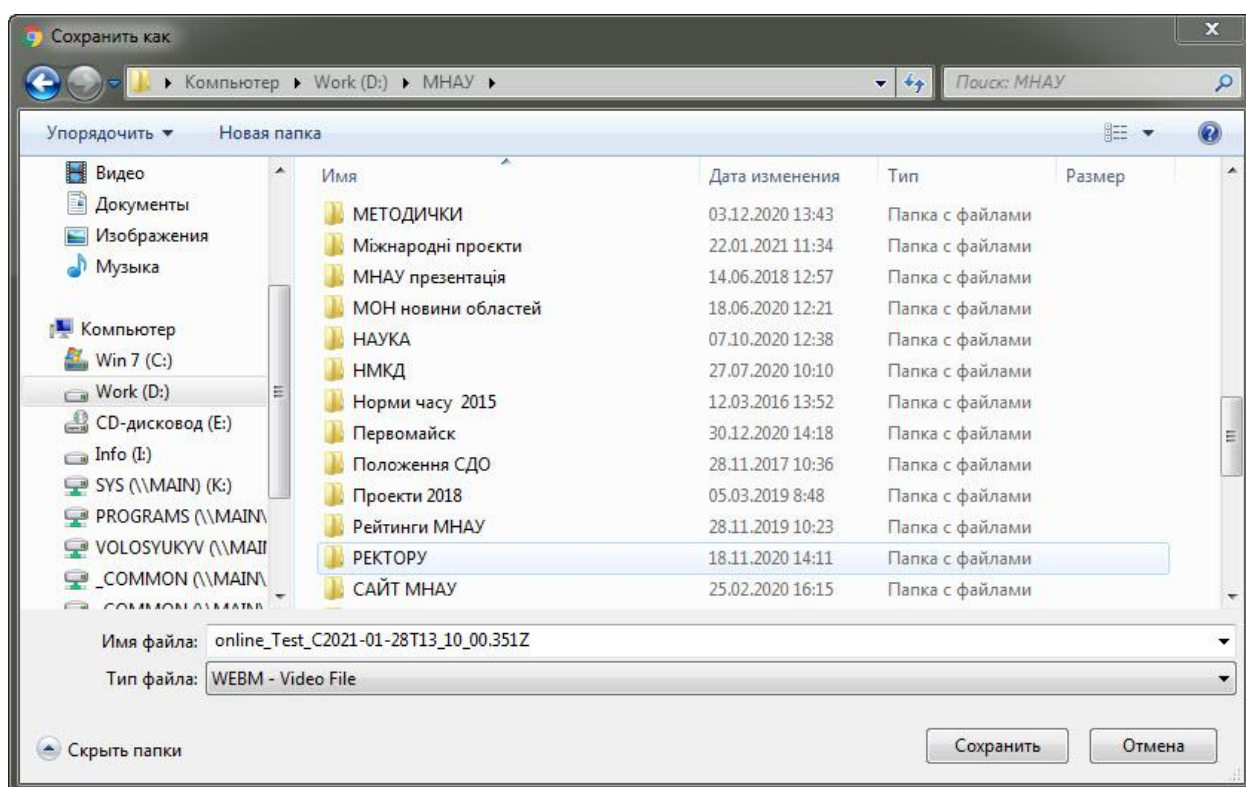 Сохранить как
Компьютер Work (D:) МНАУ
Поиск: МНАУ
Упорядочить Новая папка
Видео
Документы
Изображения
Музыка
Компьютер
Win 7 (C:)
Work (D:)
CD-дисковод (E:)
Info (I:)
SYS (\\MAIN) (K:)
PROGRAMS (\\MAIN\
VOLOSYUKYV (\\MAIN
_COMMON (\\MAIN\
_COMMON (\\MAIN\
Имя Дата изменения Тип Размер
МЕТОДИЧКИ 03.12.2020 13:43 Папка с файлами
Міжнародні проєкти 22.01.2021 11:34 Папка с файлами
МНАУ презентація 14.06.2018 12:57 Папка с файлами
МОН новини областей 18.06.2020 12:21 Папка с файлами
НАУКА 07.10.2020 12:38 Папка с файлами
НМКД 27.07.2020 10:10 Папка с файлами
Норми часу 2015 12.03.2016 13:52 Папка с файлами
Первомайск 30.12.2020 14:18 Папка с файлами
Положення СДО 28.11.2017 10:36 Папка с файлами
Проекти 2018 05.03.2019 8:48 Папка с файлами
Рейтинги МНАУ 28.11.2019 10:23 Папка с файлами
РЕКТОРУ 18.11.2020 14:11 Папка с файлами
САЙТ МНАУ 25.02.2020 16:15 Папка с файлами
Имя файла: online_Test_C2021-01-28T13_10_00.351Z
Тип файла: WEBM - Video File
Скрыть папки
Сохранить Отмена